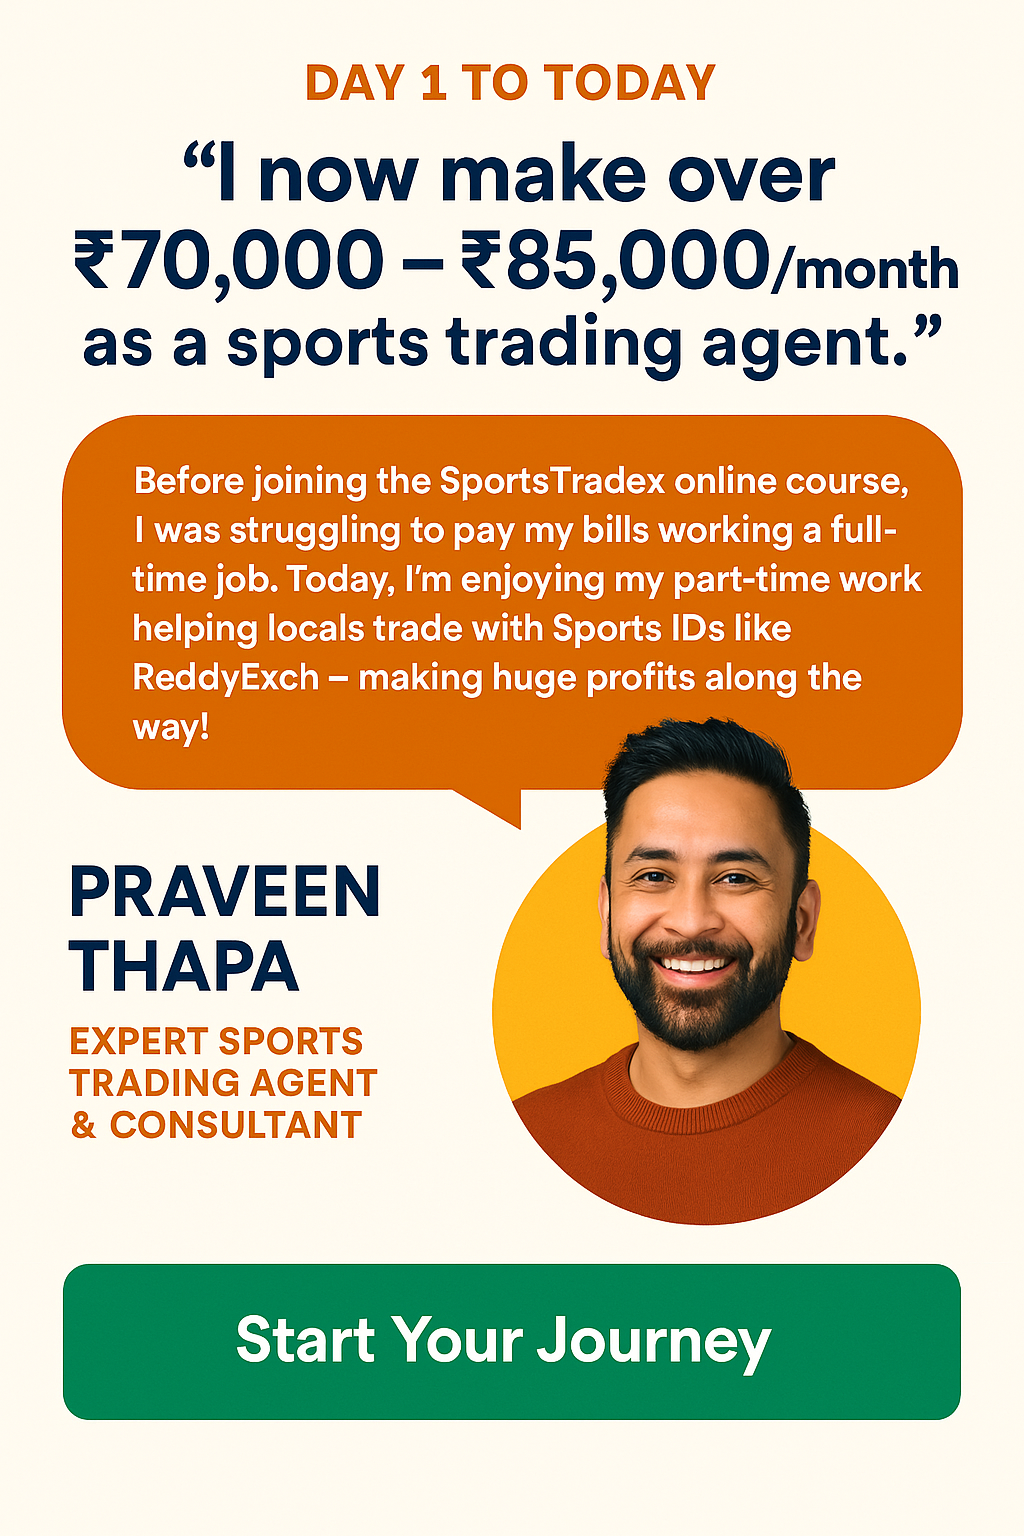 DAY 1 TO TODAY
“I now make over
₹70,000 – ₹85,000/month
as a sports trading agent.”
Before joining the SportsTradex online course,
I was struggling to pay my bills working a full-
time job. Today, I’m enjoying my part-time work
helping locals trade with Sports IDs like
ReddyExch – making huge profits along the
way!
PRAVEEN
THAPA
EXPERT SPORTS
TRADING AGENT
& CONSULTANT
Start Your Journey